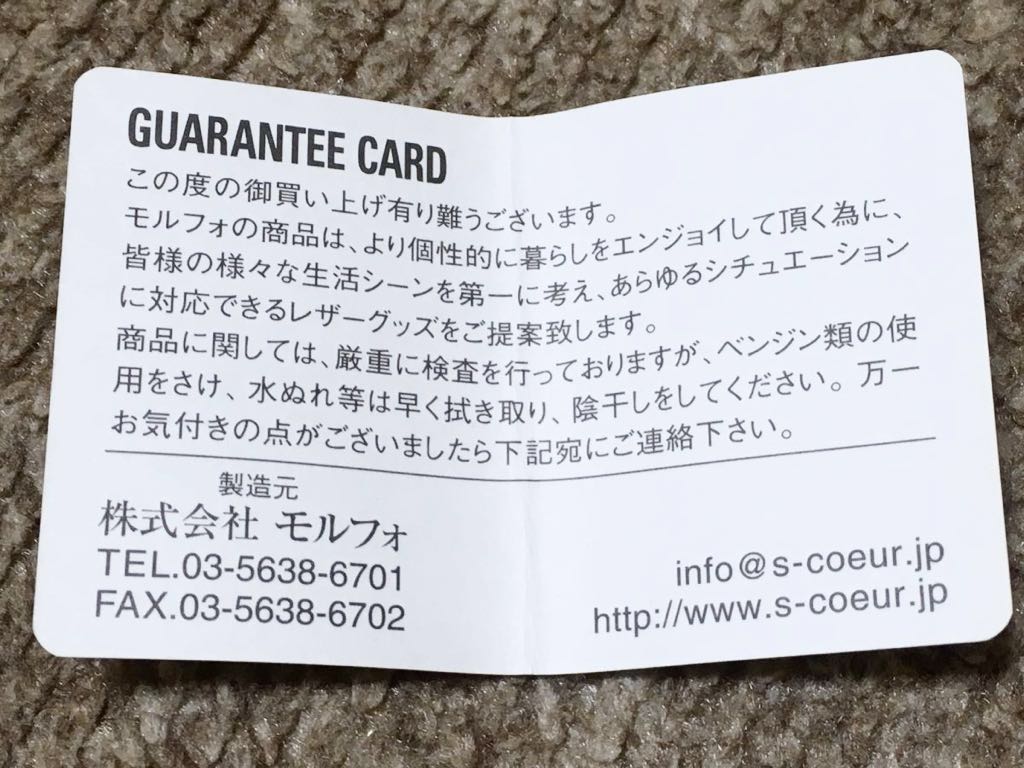 GUARANTEE CARD
この度の御買い上げ有り難うございます。
モルフォの商品は、より個性的に暮らしをエンジョイして頂く為に、
皆様の様々な生活シーンを第一に考え、あらゆるシチュエーション
に対応できるレザーグッズをご提案致します。
商品に関しては、厳重に検査を行っておりますが、ベンジン類の使
用をさけ、水ぬれ等は早く拭き取り、陰干しをしてください。万一
お気付きの点がございましたら下記宛にご連絡下さい。
製造元
株式会社 モルフォ
TEL.03-5638-6701
FAX.03-5638-6702
info@s-coeur.jp
http://www.s-coeur.jp